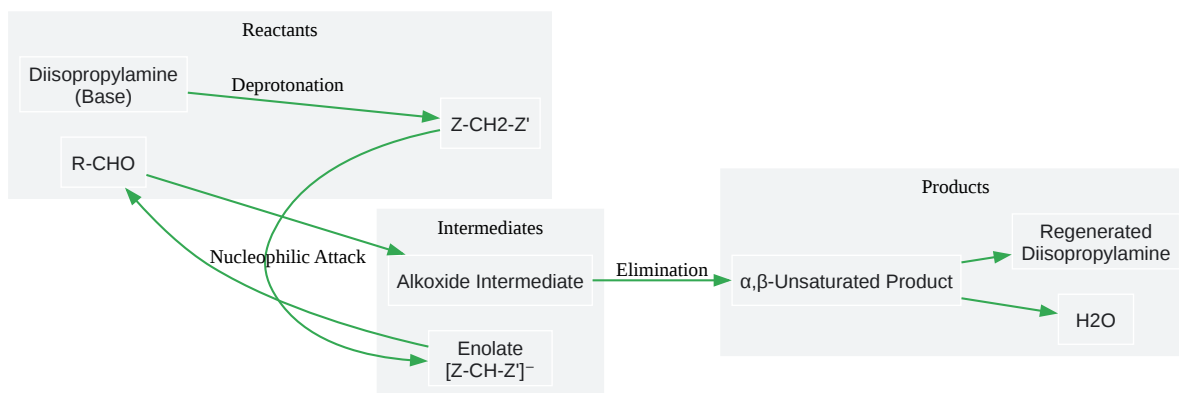 Reactants
Diisopropylamine
(Base)
Deprotonation
Z-CH2-Z'
R-CHO
Nucleophilic Attack
Intermediates
Alkoxide Intermediate
Enolate
[Z-CH-Z']⁻
Elimination
Products
α,β-Unsaturated Product
Regenerated
Diisopropylamine
H2O